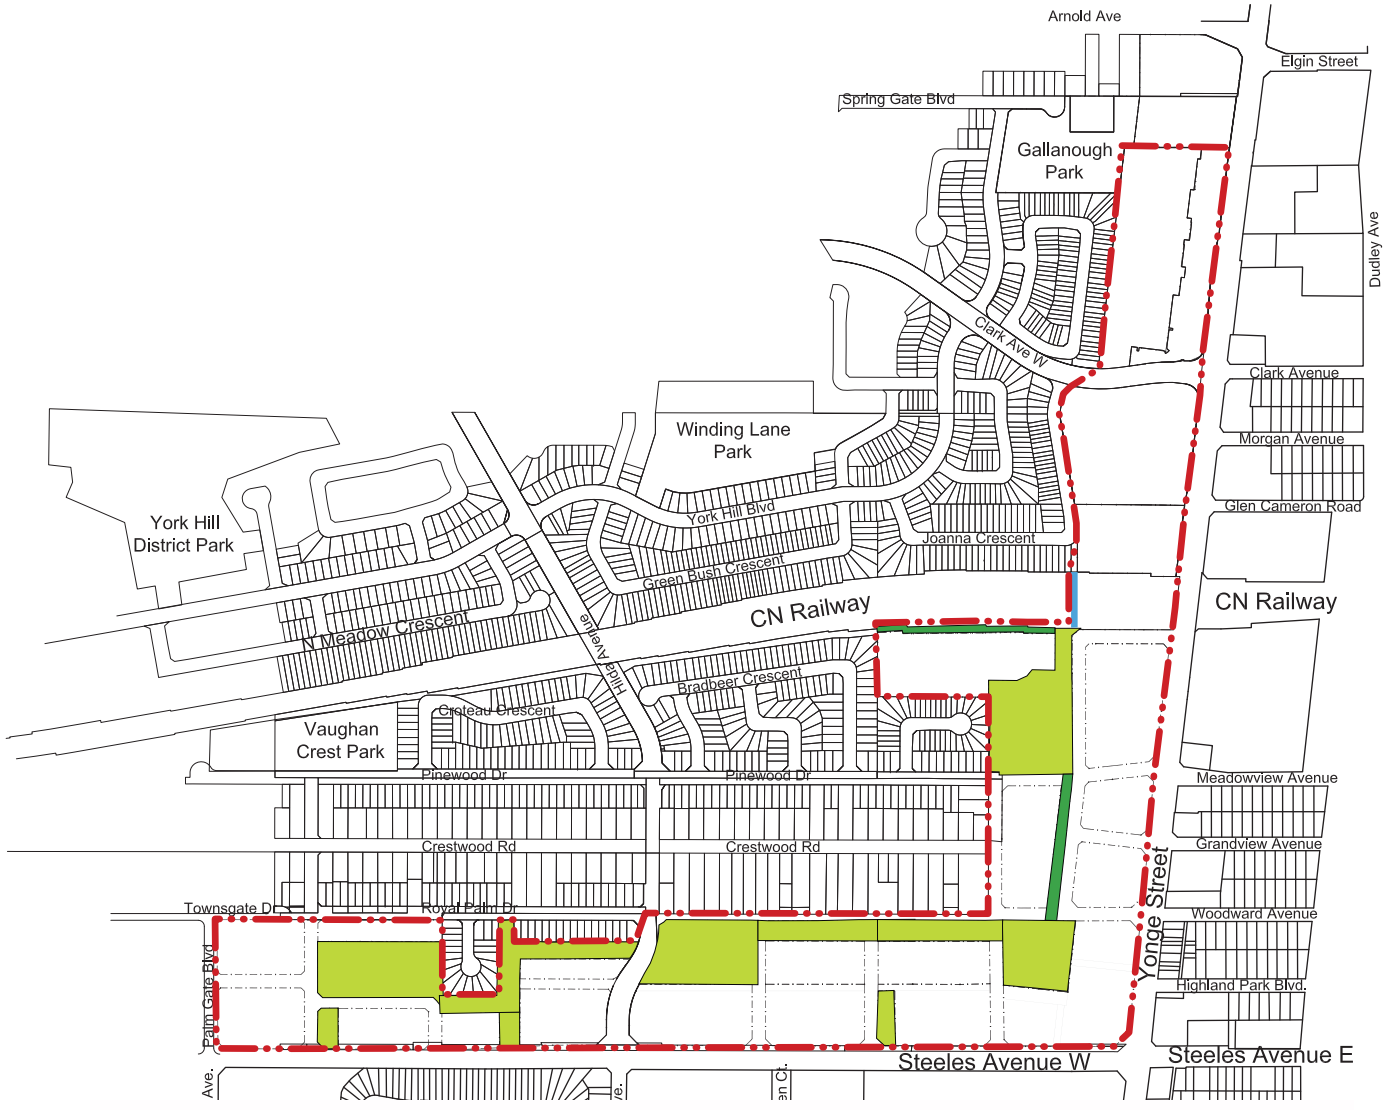 Arnold Ave
Elgin Street
Spring Gate Blvd
Gallanough
Park
Dudley Ave
Clark Ave W
Clark Avenue
Winding Lane
Park
Morgan Avenue
Glen Cameron Road
York Hill Blvd
York Hill
District Park
Joanna Crescent
Green Bush Crescent
CN Railway
CN Railway
N Meadow Crescent
Hilda Avenue
Bradbeer Crescent
Croteau Crescent
Vaughan
Crest Park
Pinewood Dr
Pinewood Dr
Meadowview Avenue
Crestwood Rd
Crestwood Rd
Grandview Avenue
Yonge Street
Townsgate Dr
Royal Palm Dr
Woodward Avenue
Palm Gate Blvd
Highland Park Blvd.
Steeles Avenue W
Steeles Avenue E
Ave.
ve.
en Ct.